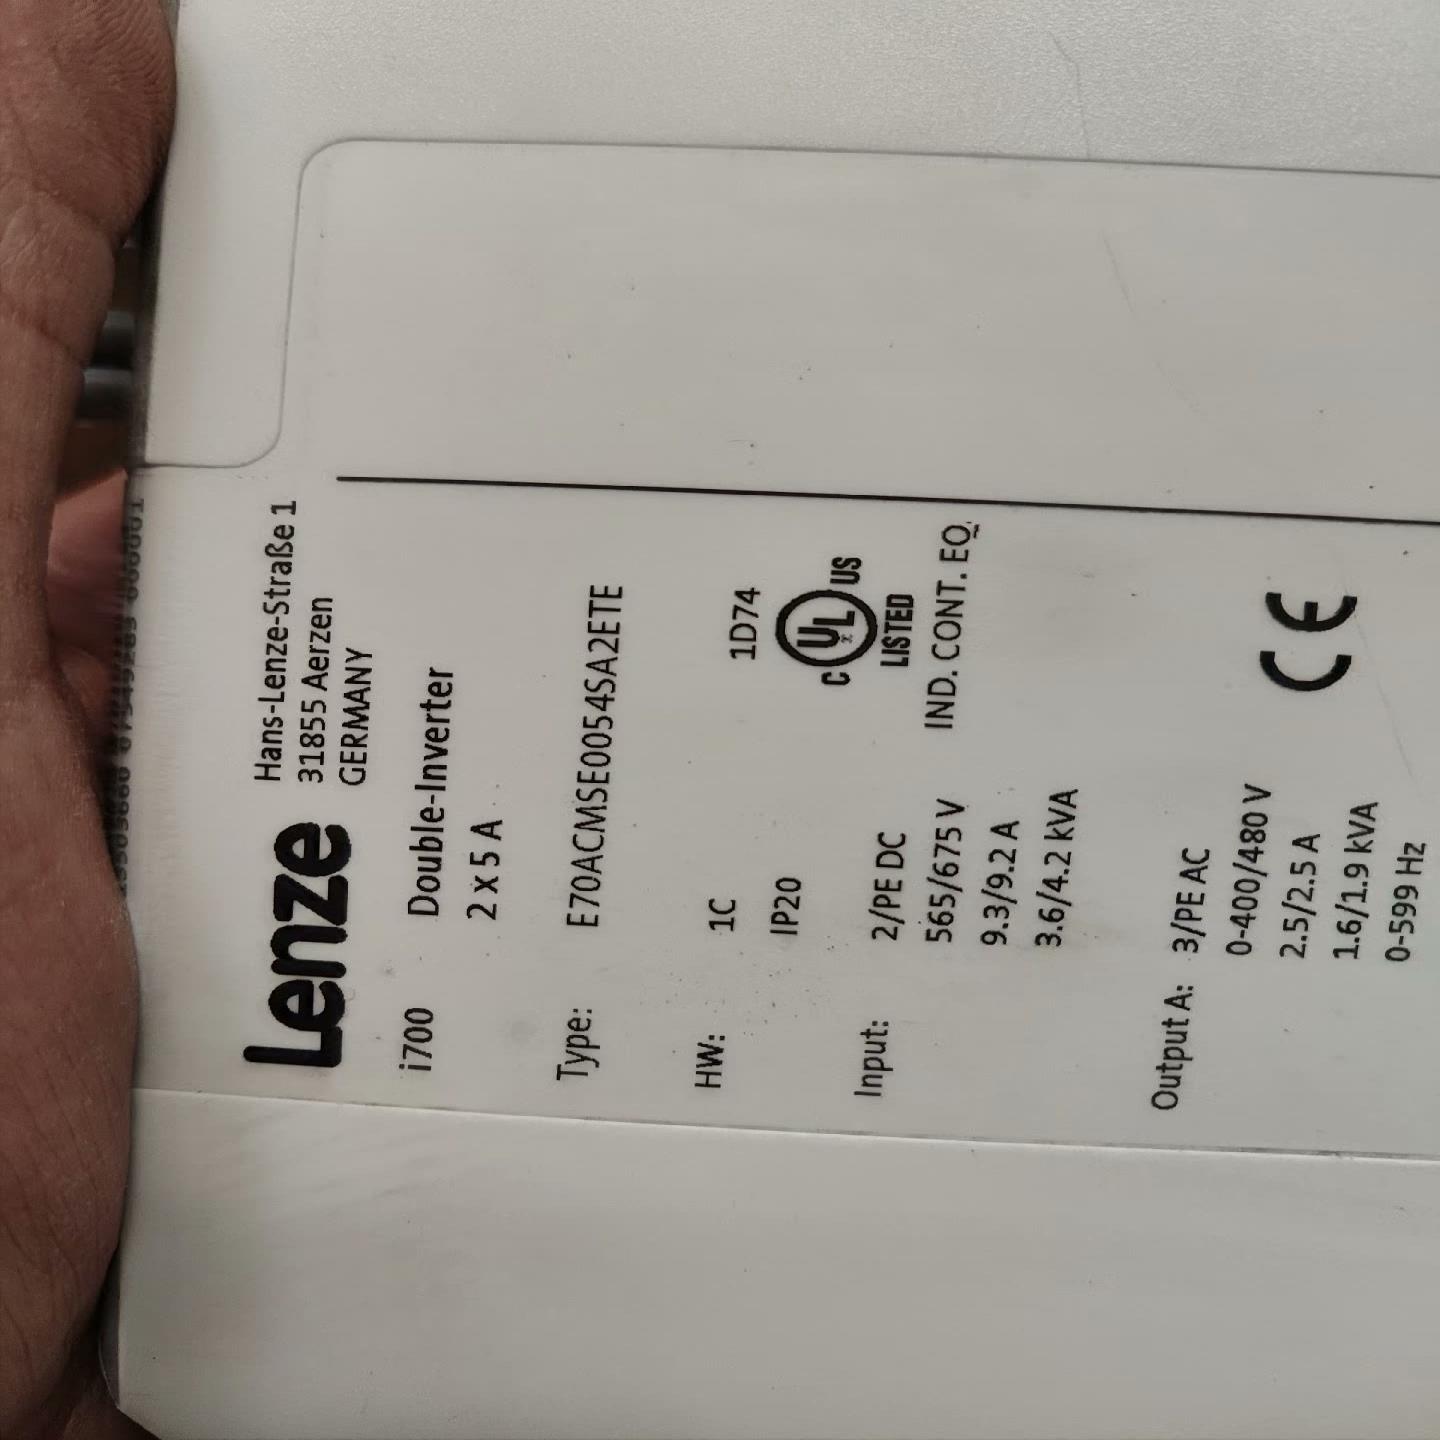 Lenze
Hans-Lenze-Straße 1
31855 Aerzen
GERMANY
i700 Double-Inverter
2 x 5 A
Type: E70ACMSE0054SA2ETE
HW: 1C 1D74
IP20
C UL US
LISTED
IND. CONT. EQ.
Input: 2/PE DC
565/675 V
9.3/9.2 A
3.6/4.2 kVA
CE
Output A: 3/PE AC
0-400/480 V
2.5/2.5 A
1.6/1.9 kVA
0-599 Hz